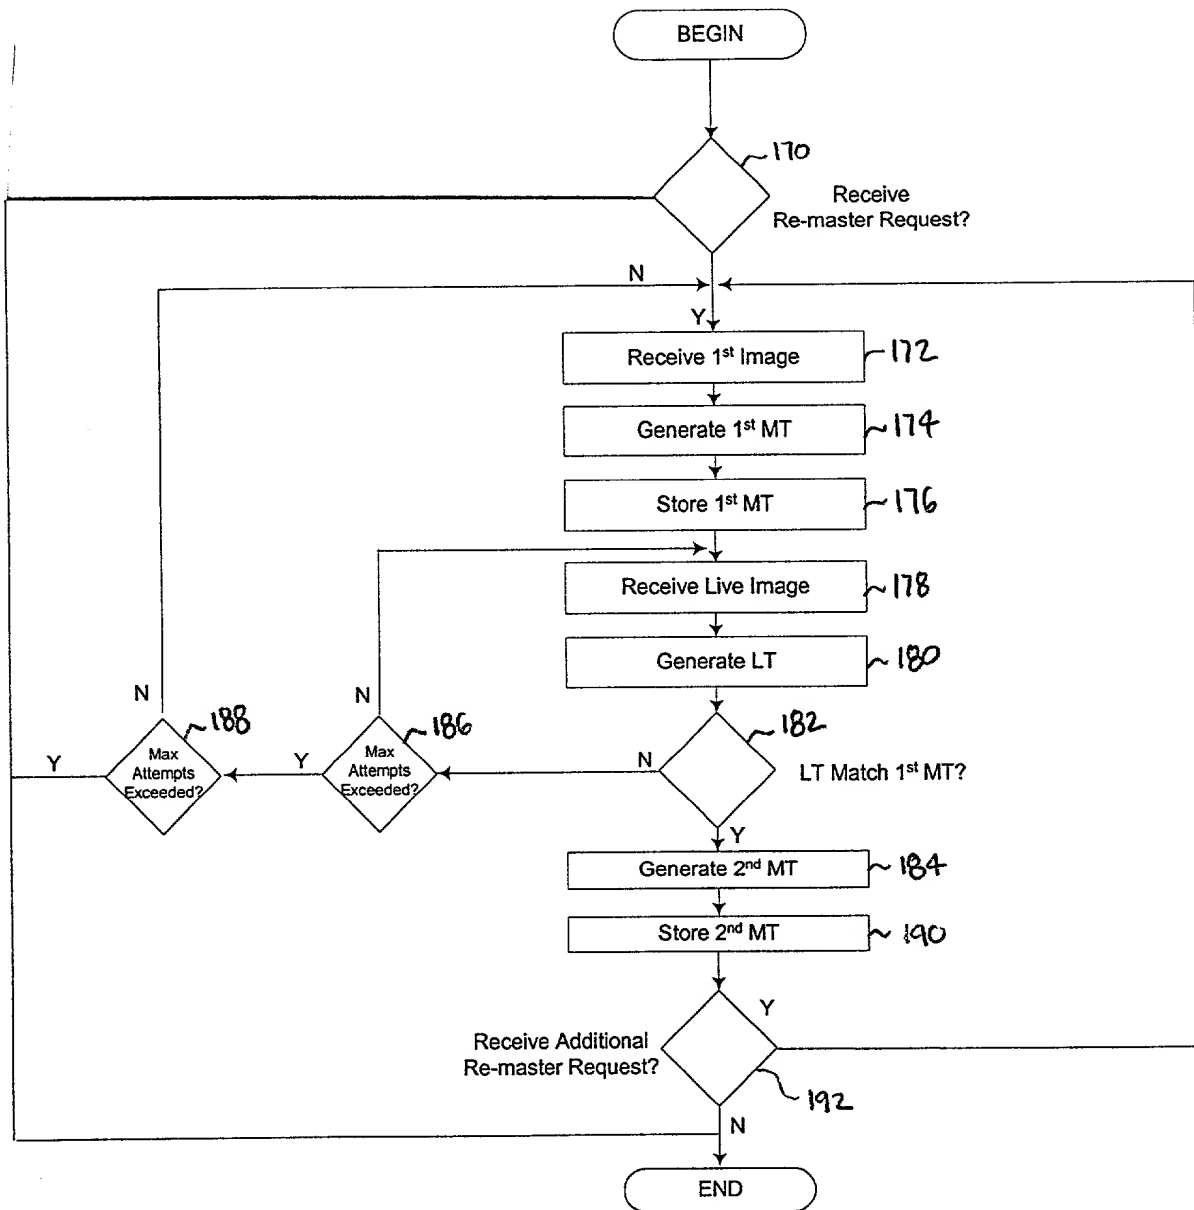 BEGIN
170
Receive
Re-master Request?
N
Y
Receive 1st Image
172
Generate 1st MT
174
Store 1st MT
176
Receive Live Image
178
Generate LT
180
N
188
N
186
182
Y
Max
Attempts
Exceeded?
Y
Max
Attempts
Exceeded?
N
LT Match 1st MT?
Y
Generate 2nd MT
184
Store 2nd MT
190
Receive Additional
Re-master Request?
Y
192
N
END